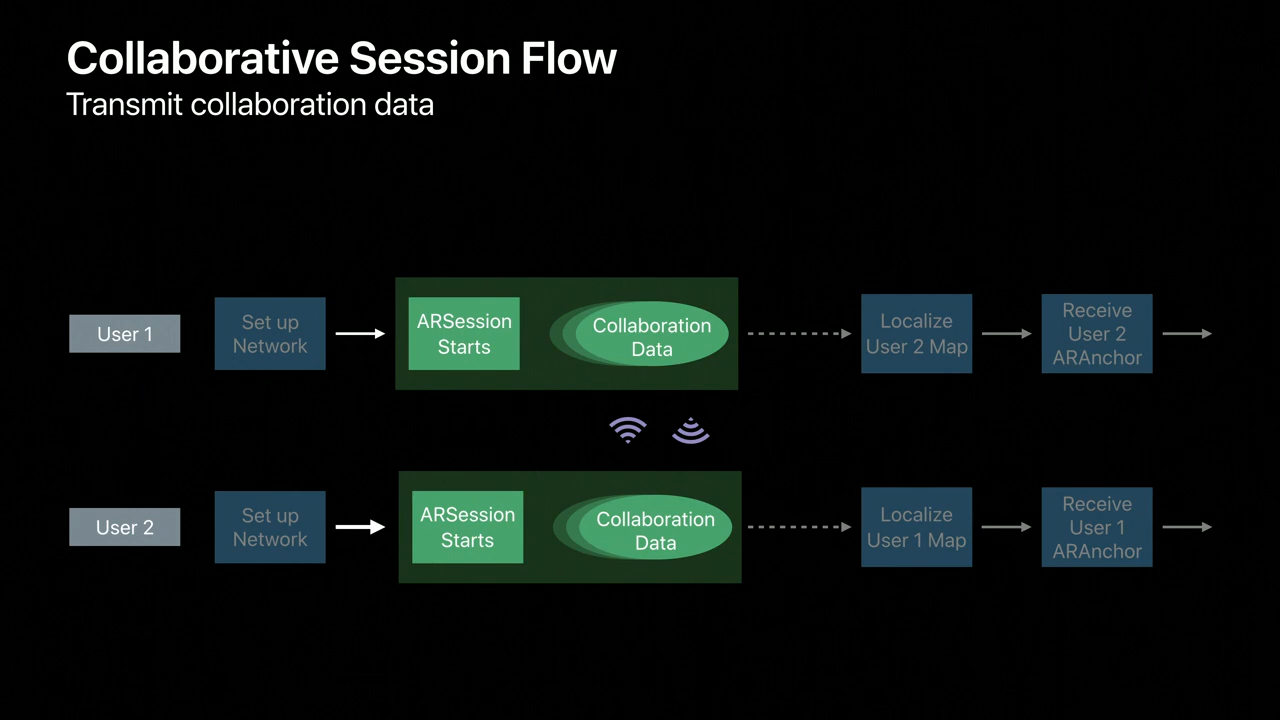 Collaborative Session Flow
Transmit collaboration data
User 1
Set up
Network
ARSession
Starts
Collaboration
Data
Localize
User 2 Map
Receive
User 2
ARAnchor
User 2
Set up
Network
ARSession
Starts
Collaboration
Data
Localize
User 1 Map
Receive
User 1
ARAnchor